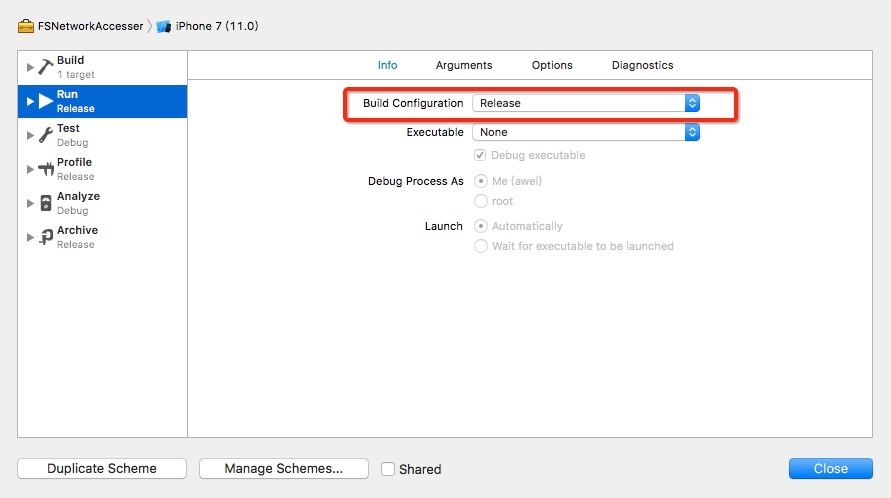 FSNetworkAccesser 〉 iPhone 7 (11.0)
Build
1 target
Run
Release
Test
Debug
Profile
Release
Analyze
Debug
Archive
Release
Info Arguments Options Diagnostics
Build Configuration Release
Executable None
Debug executable
Debug Process As Me (awei)
root
Launch Automatically
Wait for executable to be launched
Duplicate Scheme Manage Schemes... Shared Close